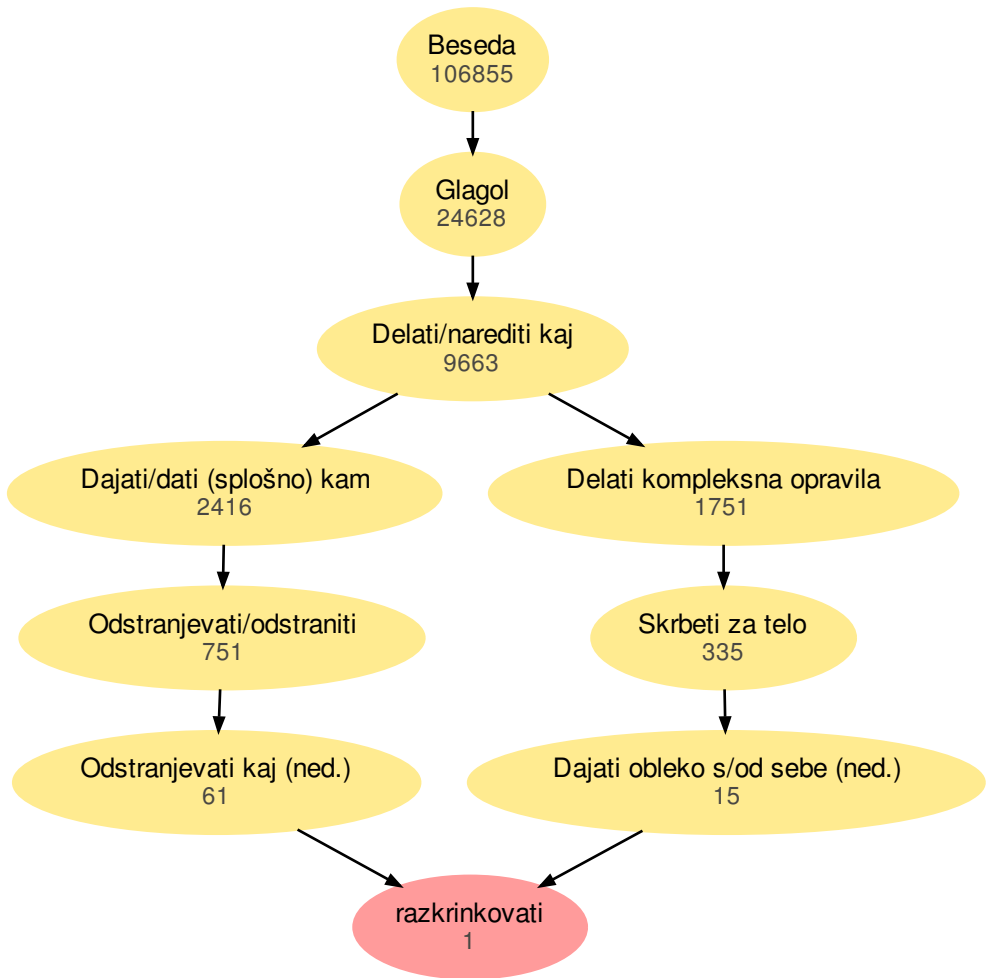 Beseda
106855
Glagol
24628
Delati/narediti kaj
9663
Dajati/dati (splošno) kam
2416
Delati kompleksna opravila
1751
Odstranjevati/odstraniti
751
Skrbeti za telo
335
Odstranjevati kaj (ned.)
61
Dajati obleko s/od sebe (ned.)
15
razkrinkovati
1